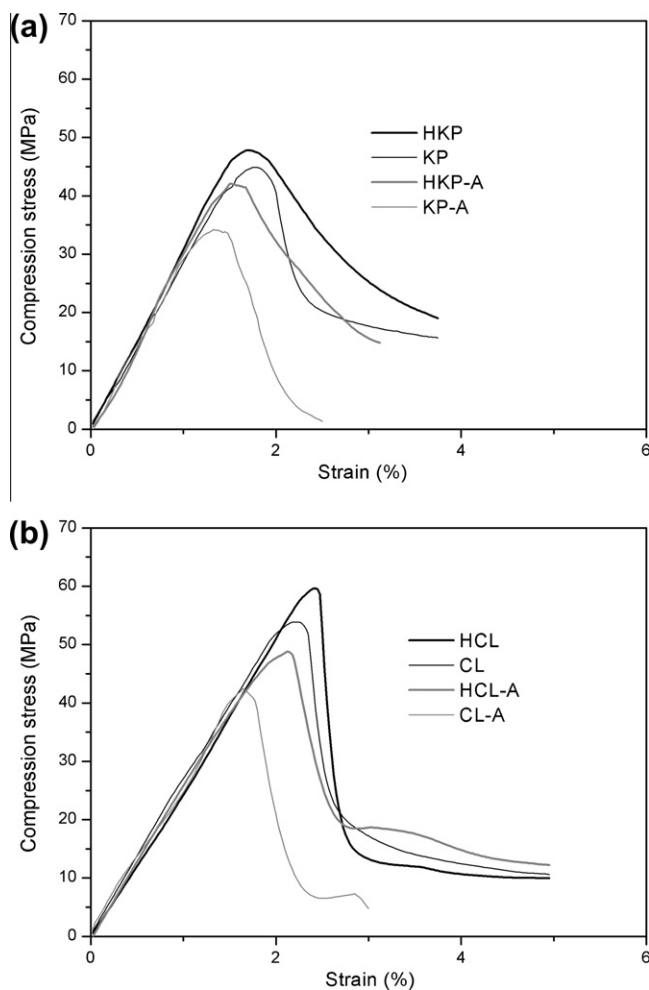 (a)
70
60
50
40
30
20
10
0
Compression stress (MPa)
HKP
KP
HKP-A
KP-A
0 2 4 6
Strain (%)
(b)
70
60
50
40
30
20
10
0
Compression stress (MPa)
HCL
CL
HCL-A
CL-A
0 2 4 6
Strain (%)